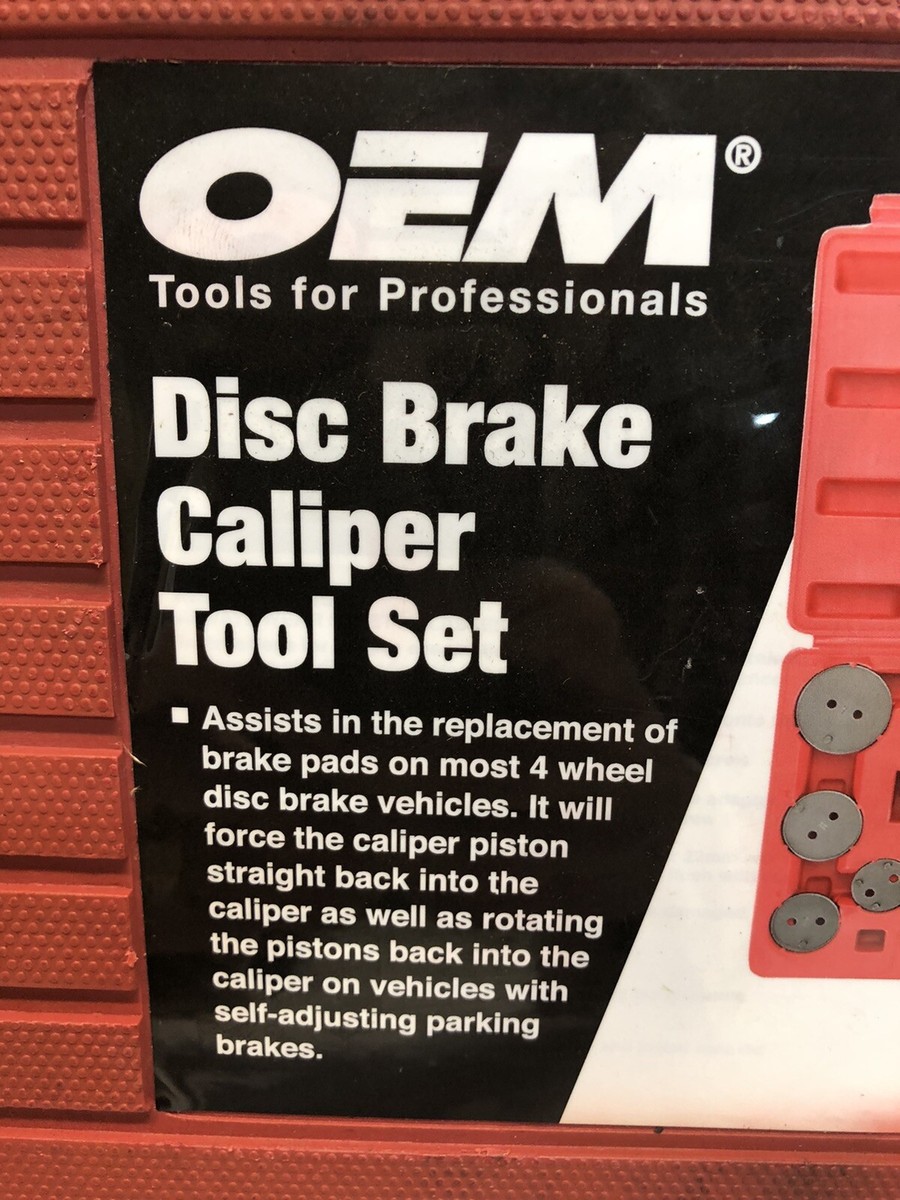 OEM®
Tools for Professionals
Disc Brake
Caliper
Tool Set
▪ Assists in the replacement of
brake pads on most 4 wheel
disc brake vehicles. It will
force the caliper piston
straight back into the
caliper as well as rotating
the pistons back into the
caliper on vehicles with
self-adjusting parking
brakes.